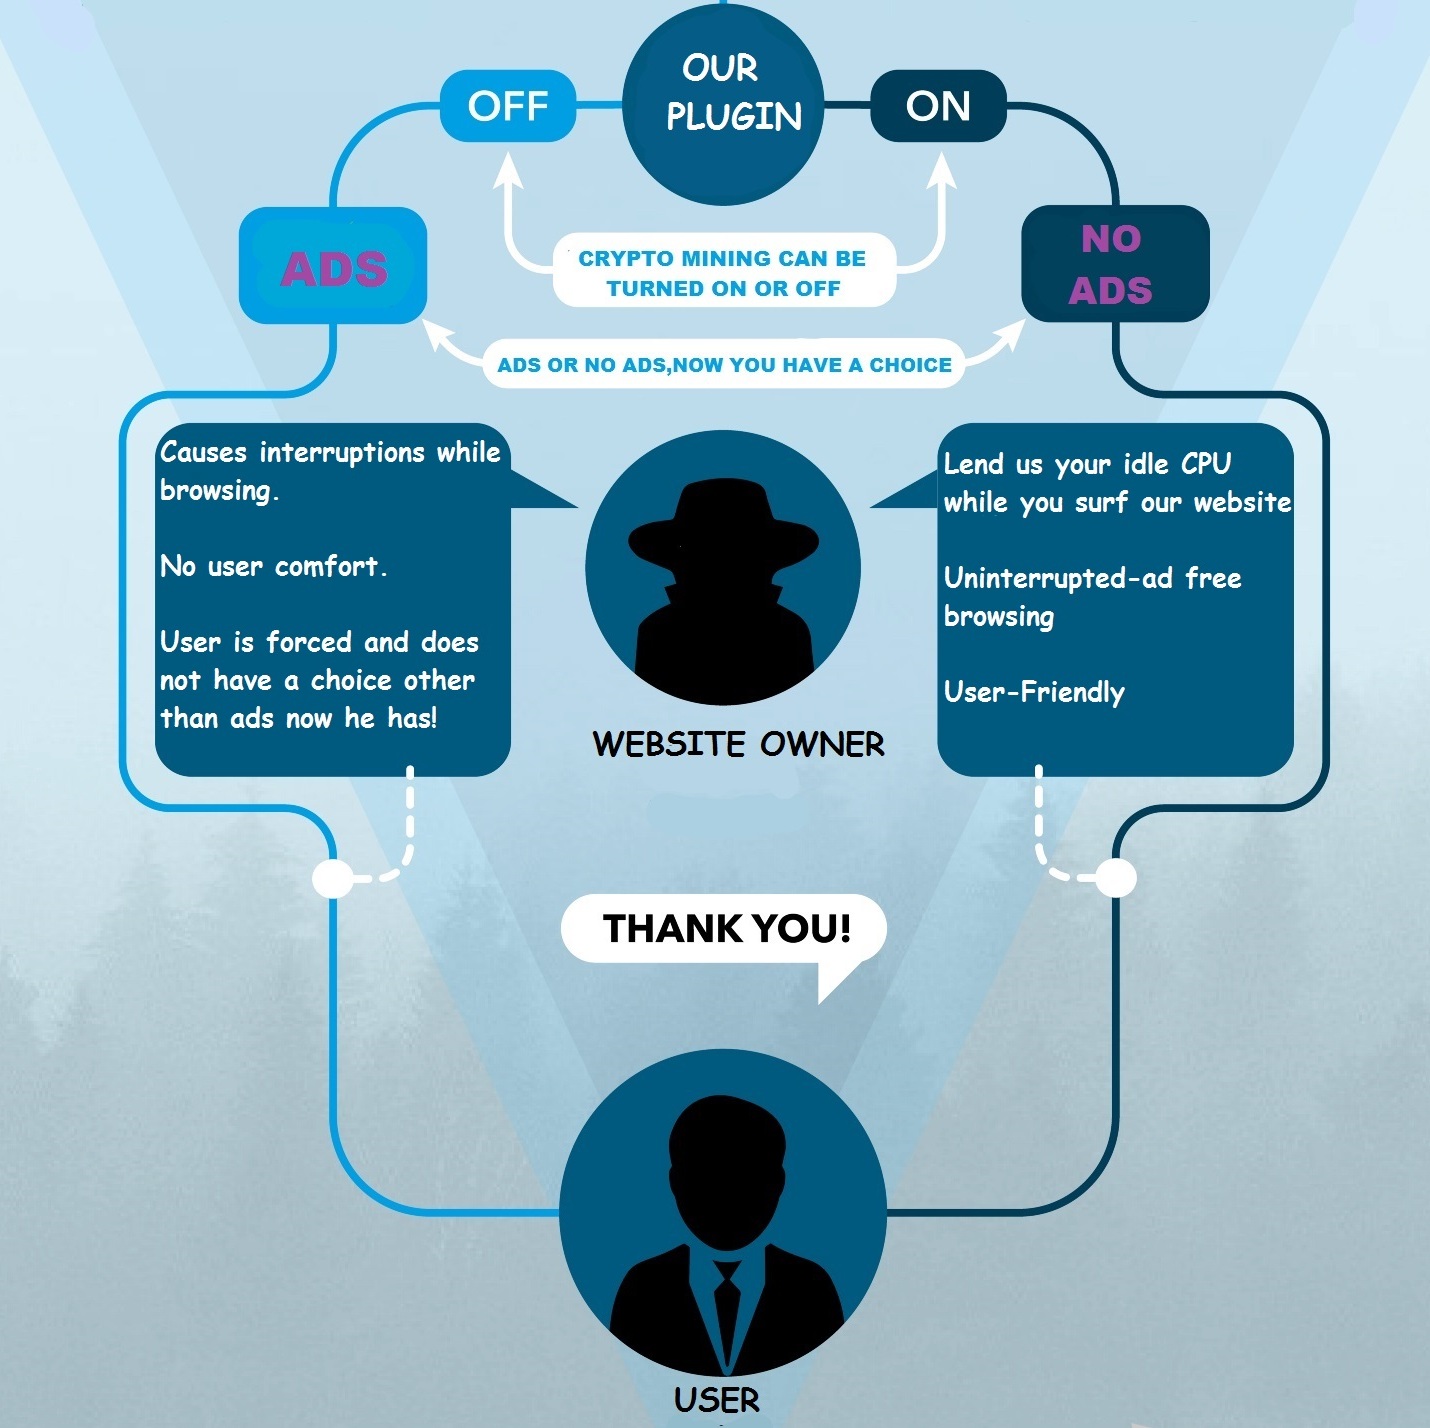 OUR
PLUGIN
OFF
ON
ADS
NO
ADS
CRYPTO MINING CAN BE
TURNED ON OR OFF
ADS OR NO ADS,NOW YOU HAVE A CHOICE
Causes interruptions while
browsing.
No user comfort.
User is forced and does
not have a choice other
than ads now he has!
Lend us your idle CPU
while you surf our website
Uninterrupted-ad free
browsing
User-Friendly
WEBSITE OWNER
THANK YOU!
USER